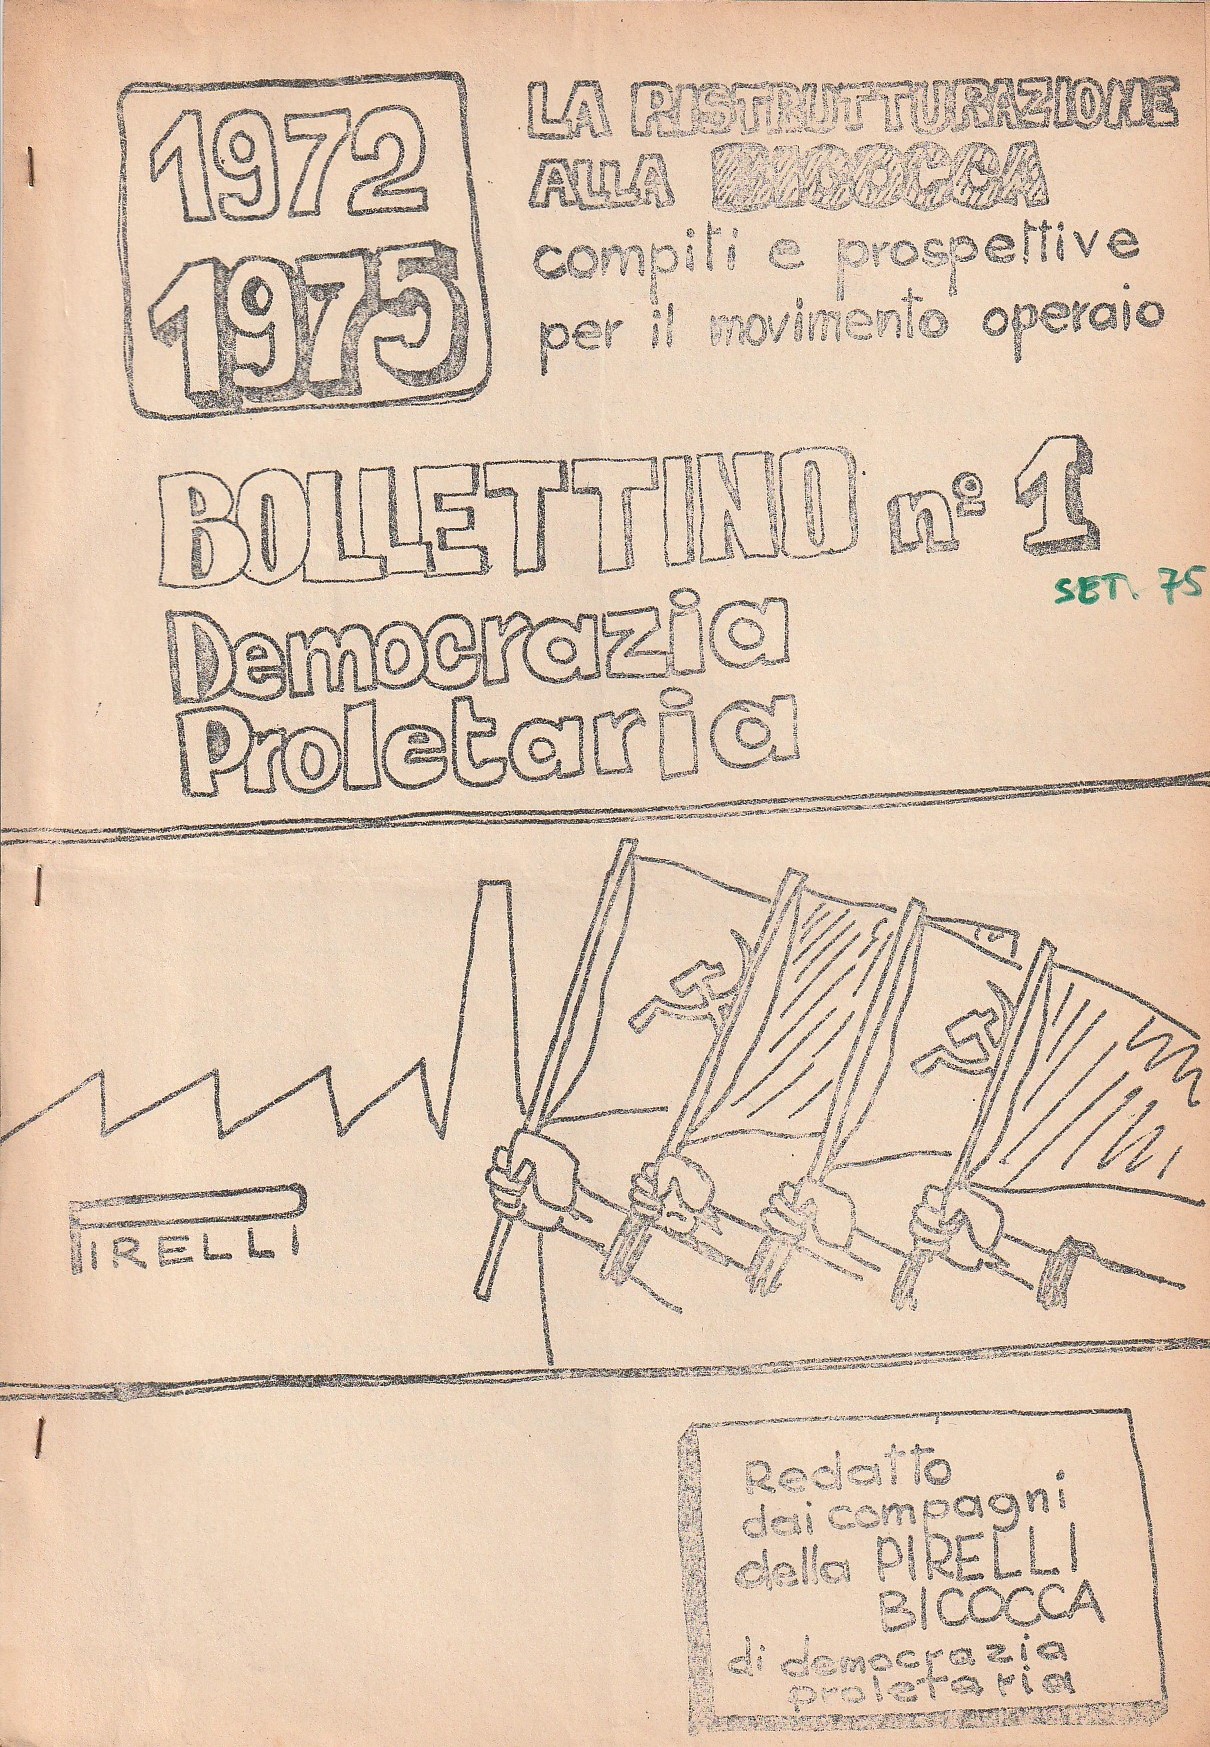 1972
1975
LA RISTRUTTURAZIONE
ALLA BICOCCA
compiti e prospettive
per il movimento operaio
BOLLETTINO nº 1
SET. 75
Democrazia
Proletaria
PIRELLI
Redatto
dai compagni
della PIRELLI
BICOCCA
di democrazia
proletaria